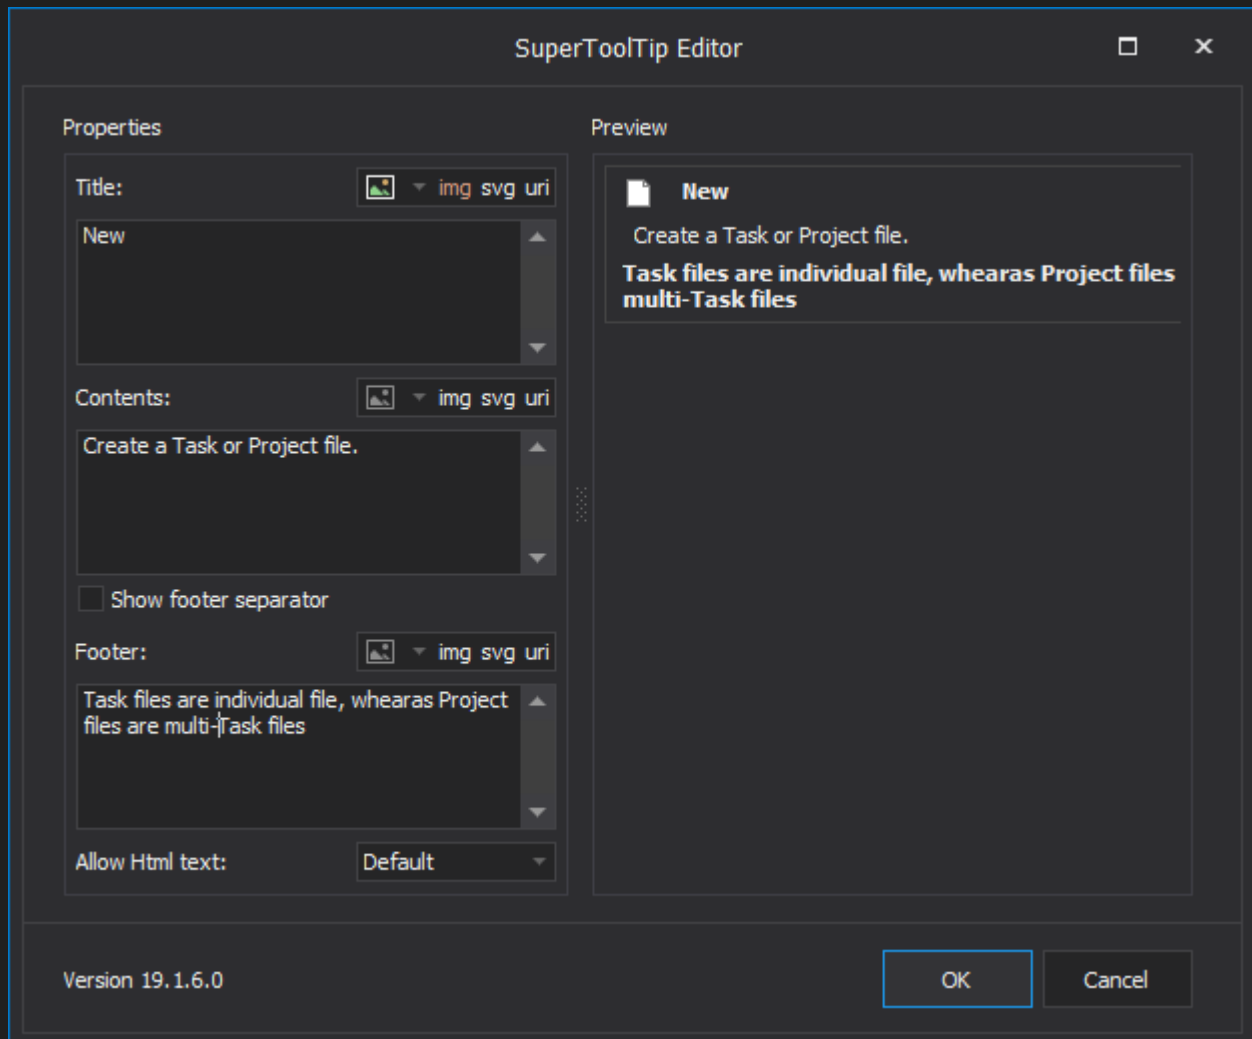 SuperToolTip Editor
Properties
Title:
img svg uri
New
Contents:
img svg uri
Create a Task or Project file.
Show footer separator
Footer:
img svg uri
Task files are individual file, whearas Project
files are multi-Task files
Allow Html text:
Default
Preview
New
Create a Task or Project file.
Task files are individual file, whearas Project files
multi-Task files
Version 19.1.6.0
OK
Cancel